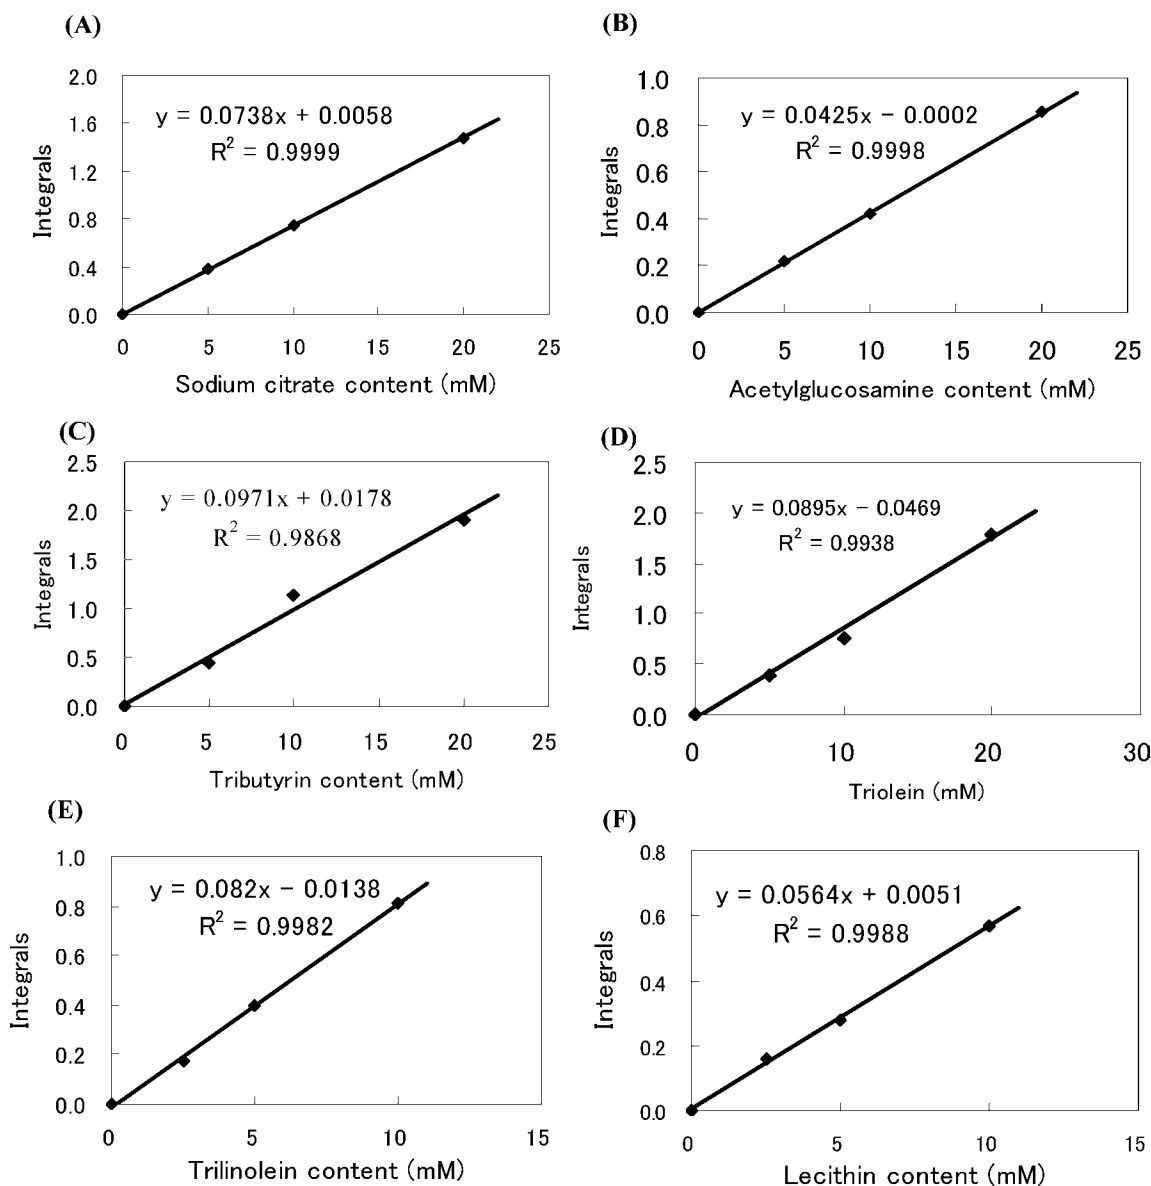 (A)
2.0
1.6
1.2
0.8
0.4
0.0
Integrals
y = 0.0738x + 0.0058
R² = 0.9999
0 5 10 15 20 25
Sodium citrate content (mM)
(B)
1.0
0.8
0.6
0.4
0.2
0.0
Integrals
y = 0.0425x − 0.0002
R² = 0.9998
0 5 10 15 20 25
Acetylglucosamine content (mM)
(C)
2.5
2.0
1.5
1.0
0.5
0.0
Integrals
y = 0.0971x + 0.0178
R² = 0.9868
0 5 10 15 20 25
Tributyrin content (mM)
(D)
2.5
2.0
1.5
1.0
0.5
0.0
Integrals
y = 0.0895x − 0.0469
R² = 0.9938
0 10 20 30
Triolein (mM)
(E)
1.0
0.8
0.6
0.4
0.2
0.0
Integrals
y = 0.082x − 0.0138
R² = 0.9982
0 5 10 15
Trilinolein content (mM)
(F)
0.8
0.6
0.4
0.2
0.0
Integrals
y = 0.0564x + 0.0051
R² = 0.9988
0 5 10 15
Lecithin content (mM)